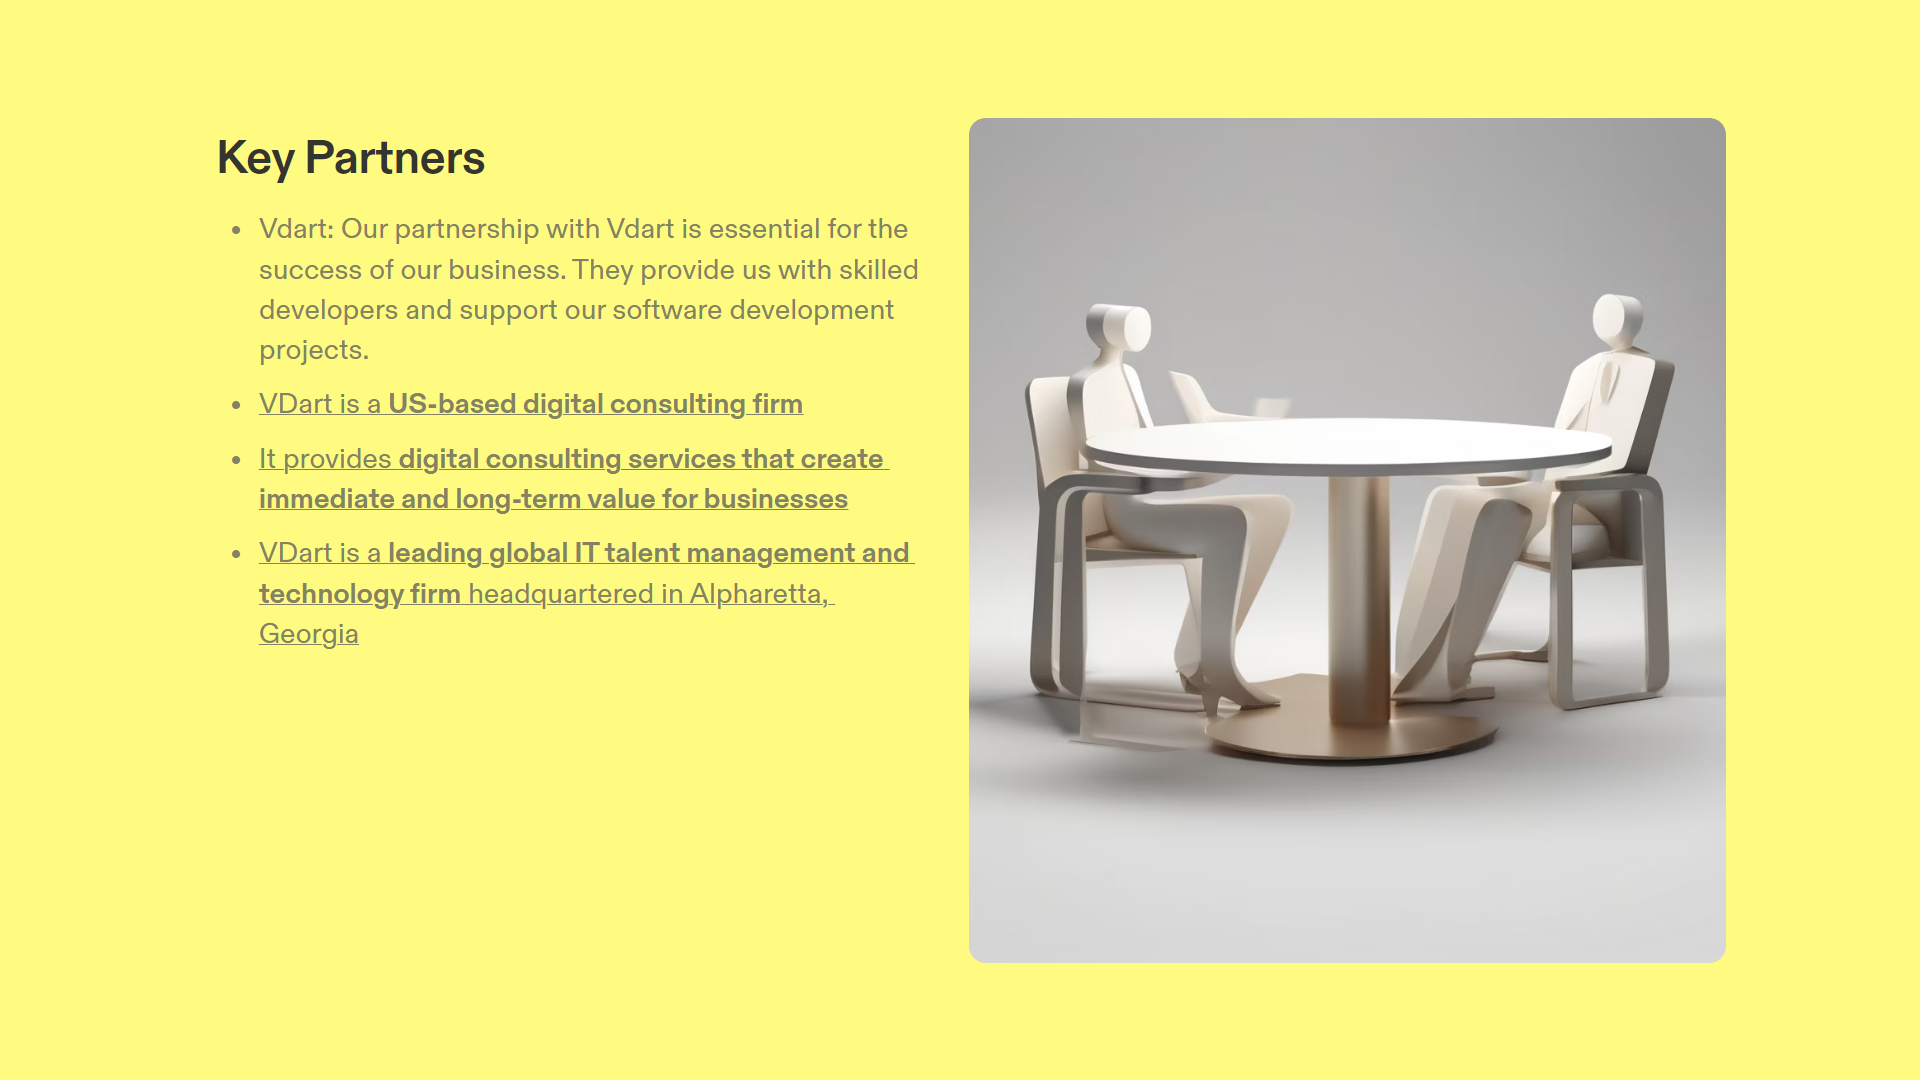 Key Partners
• Vdart: Our partnership with Vdart is essential for the
success of our business. They provide us with skilled
developers and support our software development
projects.
• VDart is a US-based digital consulting firm
• It provides digital consulting services that create
immediate and long-term value for businesses
• VDart is a leading global IT talent management and
technology firm headquartered in Alpharetta,
Georgia